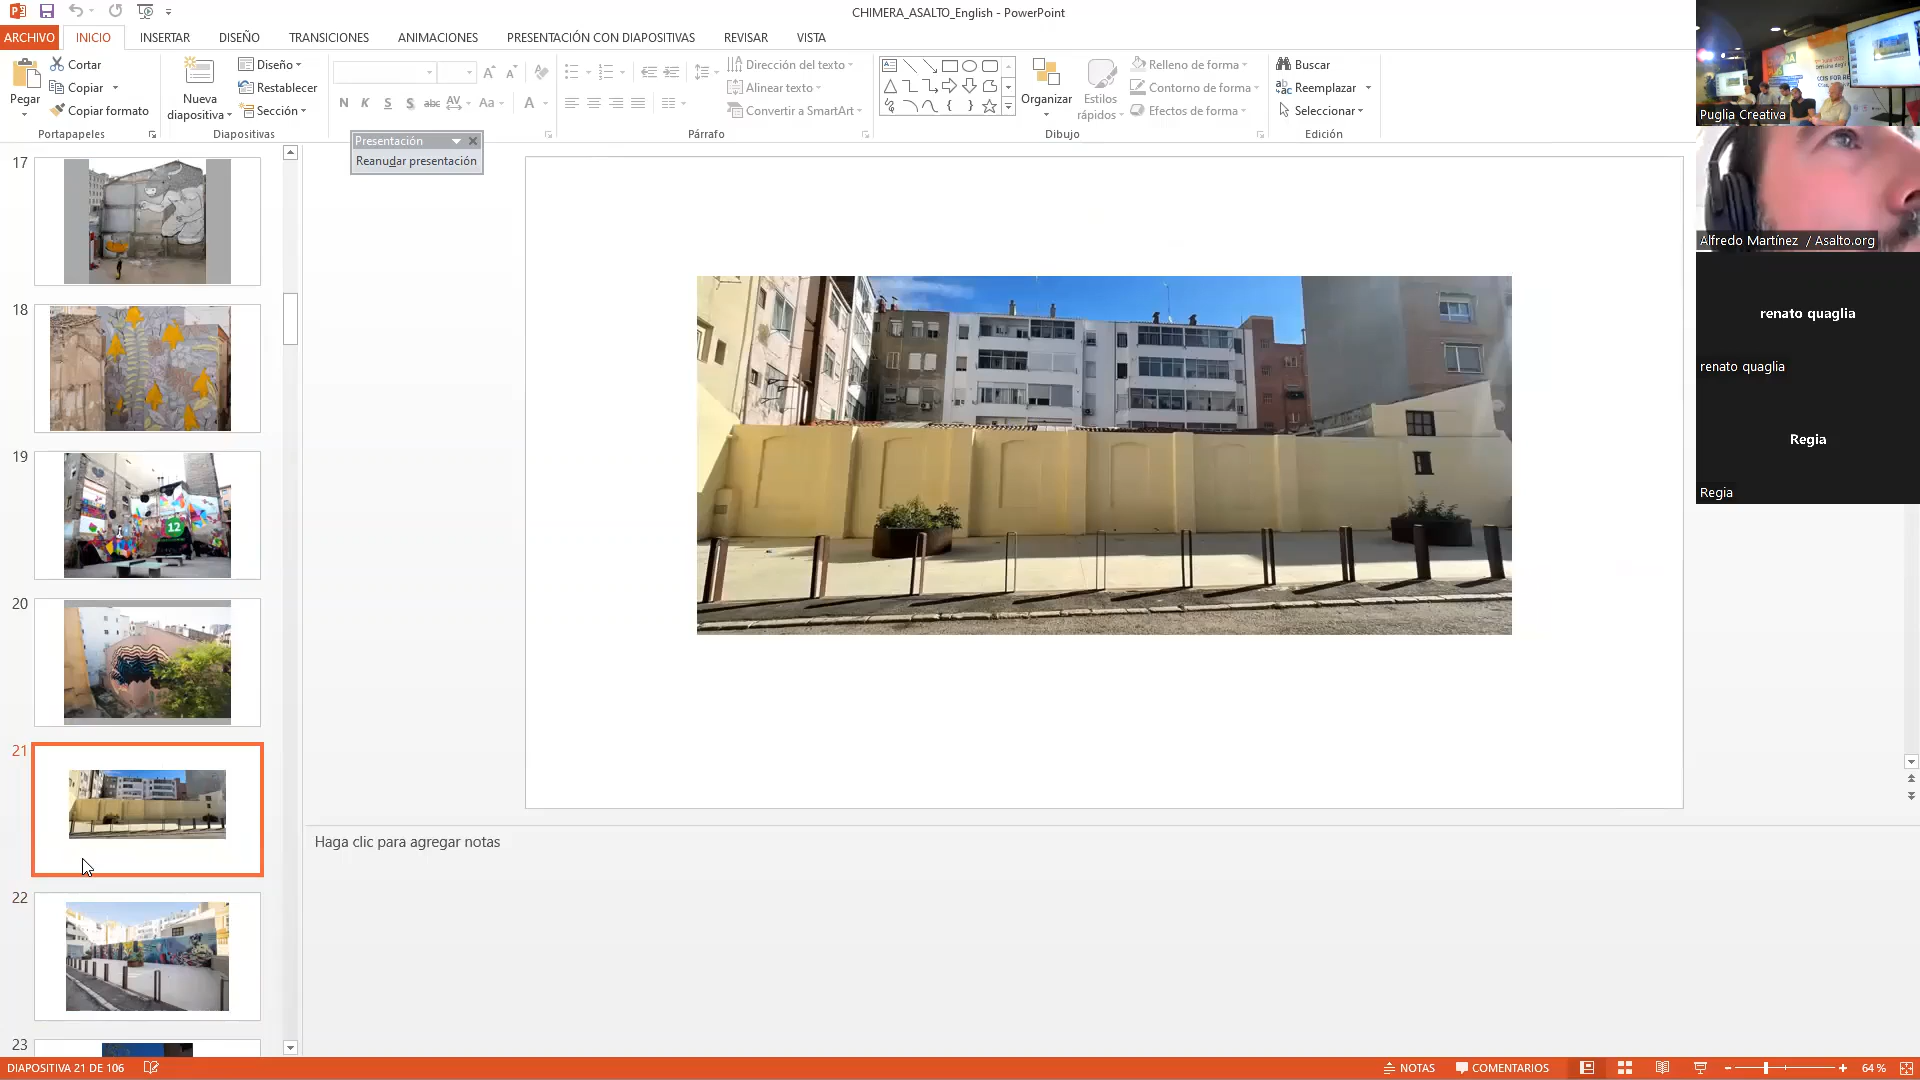 CHIMERA_ASALTO_English - PowerPoint
ARCHIVO INICIO INSERTAR DISEÑO TRANSICIONES ANIMACIONES PRESENTACIÓN CON DIAPOSITIVAS REVISAR VISTA
Pegar
Cortar
Copiar
Copiar formato
Portapapeles
Nueva
diapositiva
Diseño
Restablecer
Sección
Diapositivas
N K S S abc AV Aa A
Presentación
Reanudar presentación
Dirección del texto
Alinear texto
Convertir a SmartArt
Párrafo
Organizar
Estilos
rápidos
Relleno de forma
Contorno de forma
Efectos de forma
Dibujo
Buscar
Reemplazar
Seleccionar
Edición
Puglia Creativa
Alfredo Martínez / Asalto.org
renato quaglia
renato quaglia
Regia
Regia
17
18
19
12
20
21
22
23
Haga clic para agregar notas
DIAPOSITIVA 21 DE 106
NOTAS
COMENTARIOS
64 %